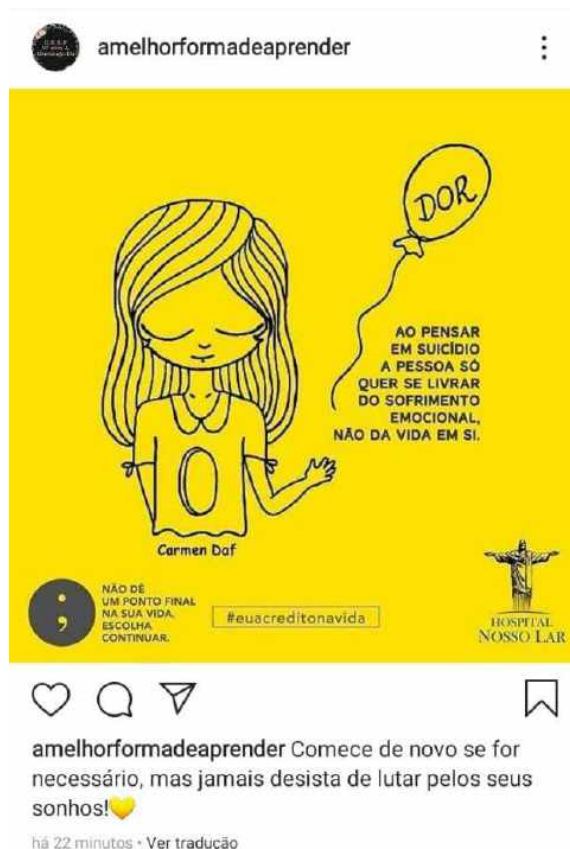 amelhorformadeaprender
DOR
AO PENSAR
EM SUICÍDIO
A PESSOA SÓ
QUER SE LIVRAR
DO SOFRIMENTO
EMOCIONAL,
NÃO DA VIDA EM SI.
Carmen Daf
NÃO DÊ
UM PONTO FINAL
NA SUA VIDA.
ESCOLHA
CONTINUAR.
#euacreditonavida
HOSPITAL
NOSSO LAR
amelhorformadeaprender Comece de novo se for
necessário, mas jamais desista de lutar pelos seus
sonhos!💛
há 22 minutos • Ver tradução